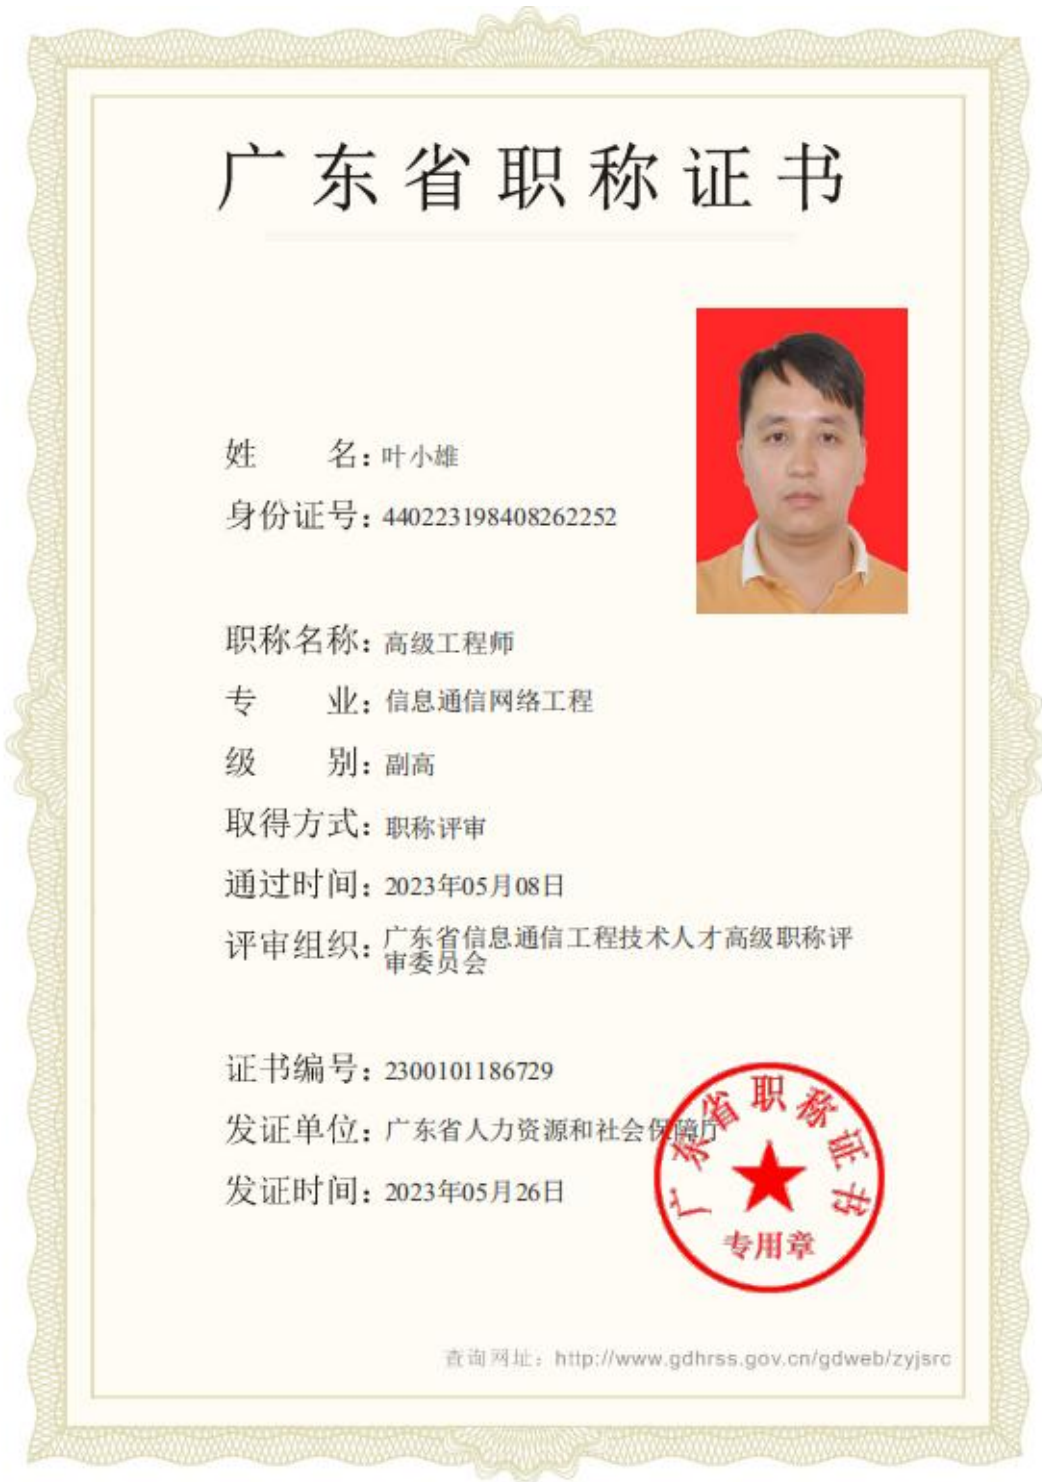 广东省职称证书
姓 名：叶小雄
身份证号：440223198408262252
职称名称：高级工程师
专 业：信息通信网络工程
级 别：副高
取得方式：职称评审
通过时间：2023年05月08日
评审组织：广东省信息通信工程技术人才高级职称评
审委员会
证书编号：2300101186729
发证单位：广东省人力资源和社会保障厅
发证时间：2023年05月26日
广东省职称证书
专用章
查询网址：http://www.gdhrss.gov.cn/gdweb/zyjsrc